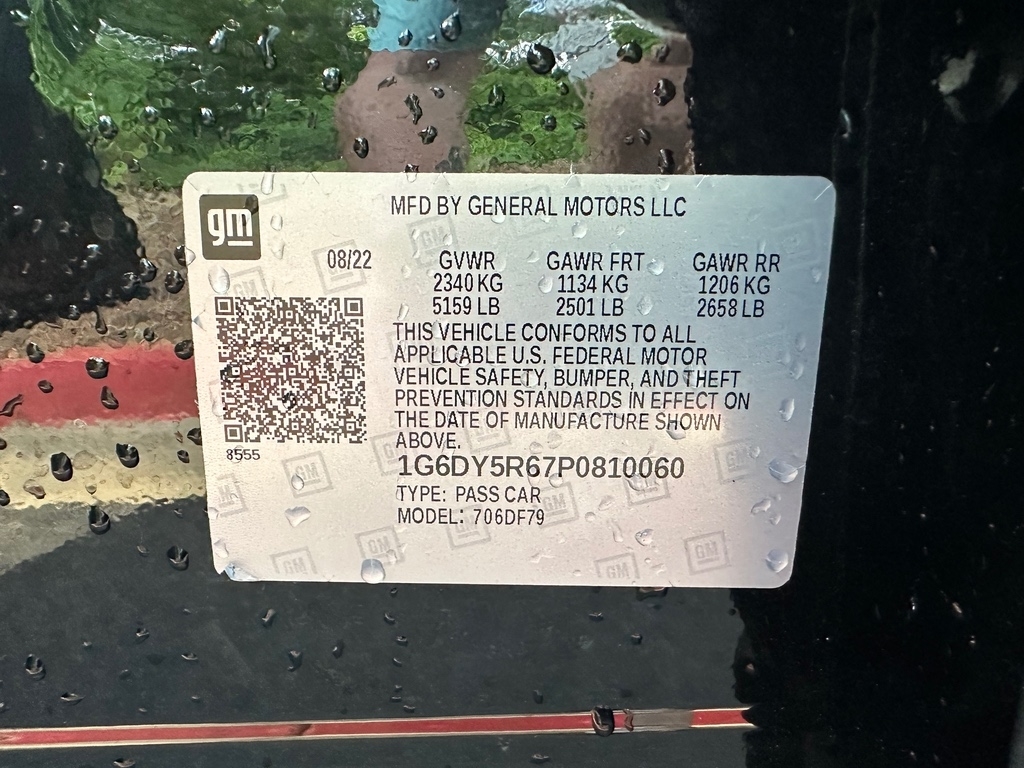 gm
MFD BY GENERAL MOTORS LLC
08/22 GVWR GAWR FRT GAWR RR
2340 KG 1134 KG 1206 KG
5159 LB 2501 LB 2658 LB
THIS VEHICLE CONFORMS TO ALL
APPLICABLE U.S. FEDERAL MOTOR
VEHICLE SAFETY, BUMPER, AND THEFT
PREVENTION STANDARDS IN EFFECT ON
THE DATE OF MANUFACTURE SHOWN
ABOVE.
8555
1G6DY5R67P0810060
TYPE: PASS CAR
MODEL: 706DF79